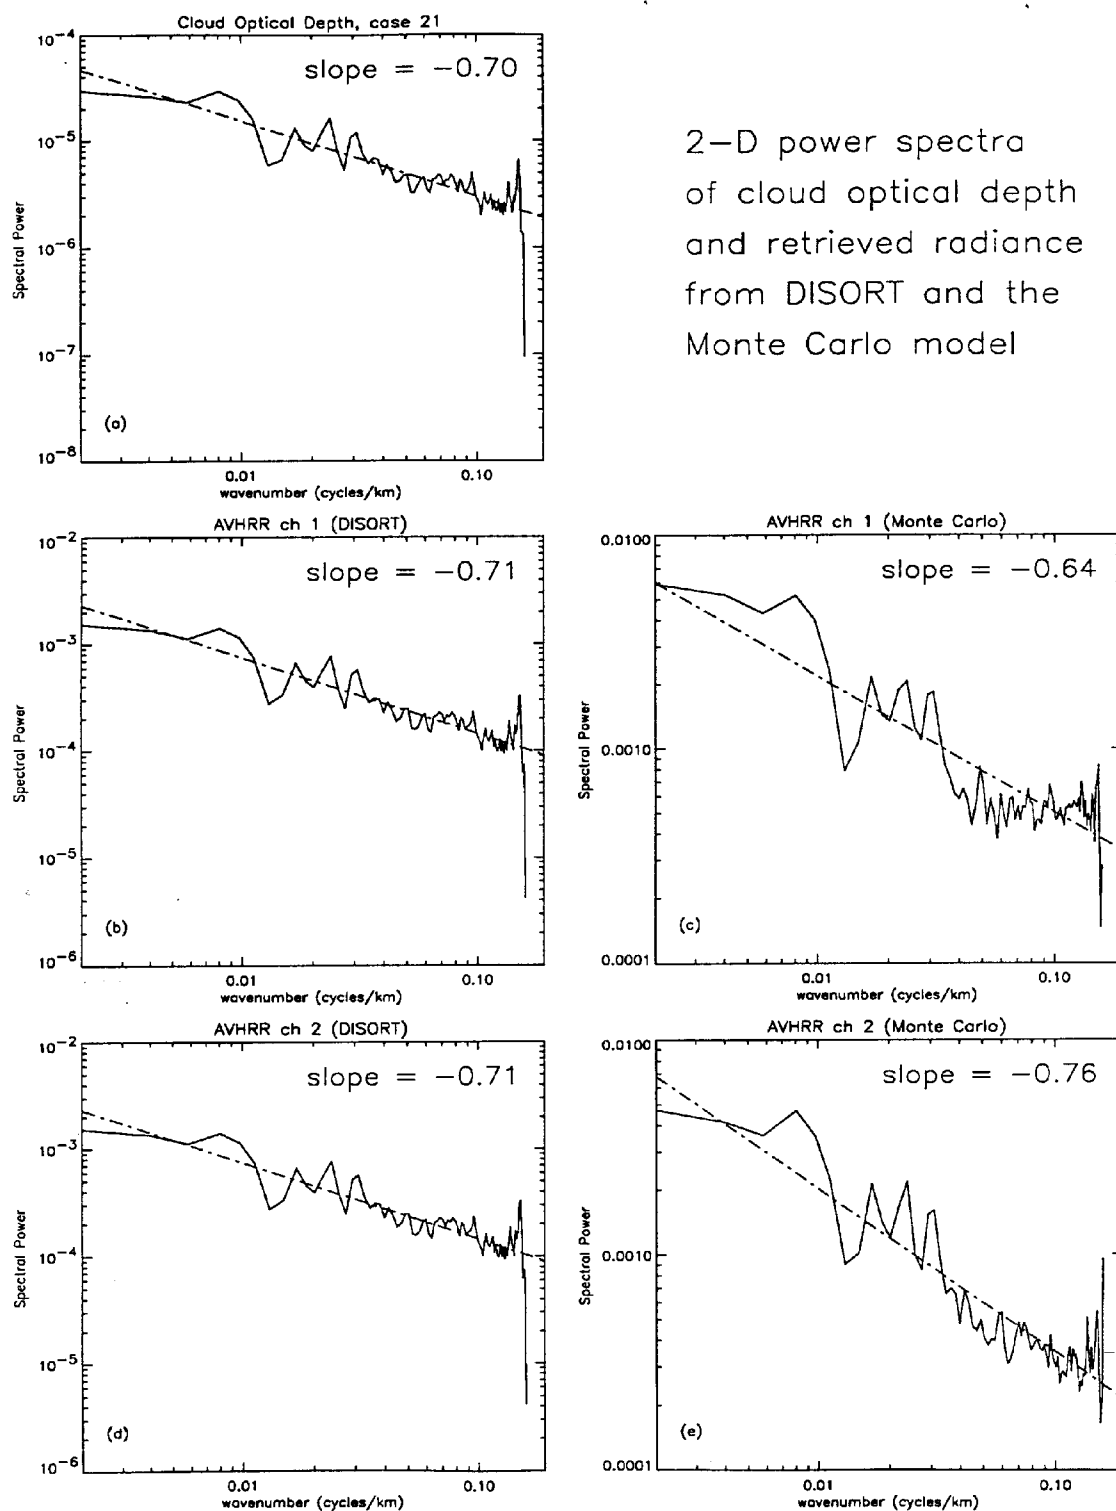 Cloud Optical Depth, case 21
slope = -0.70
10-4
10-5
10-6
10-7
10-8
Spectral Power
(a)
0.01 0.10
wavenumber (cycles/km)
2-D power spectra
of cloud optical depth
and retrieved radiance
from DISORT and the
Monte Carlo model
AVHRR ch 1 (DISORT)
slope = -0.71
10-2
10-3
10-4
10-5
10-6
Spectral Power
(b)
0.01 0.10
wavenumber (cycles/km)
AVHRR ch 1 (Monte Carlo)
slope = -0.64
0.0100
0.0010
0.0001
Spectral Power
(c)
0.01 0.10
wavenumber (cycles/km)
AVHRR ch 2 (DISORT)
slope = -0.71
10-2
10-3
10-4
10-5
10-6
Spectral Power
(d)
0.01 0.10
wavenumber (cycles/km)
AVHRR ch 2 (Monte Carlo)
slope = -0.76
0.0100
0.0010
0.0001
Spectral Power
(e)
0.01 0.10
wavenumber (cycles/km)